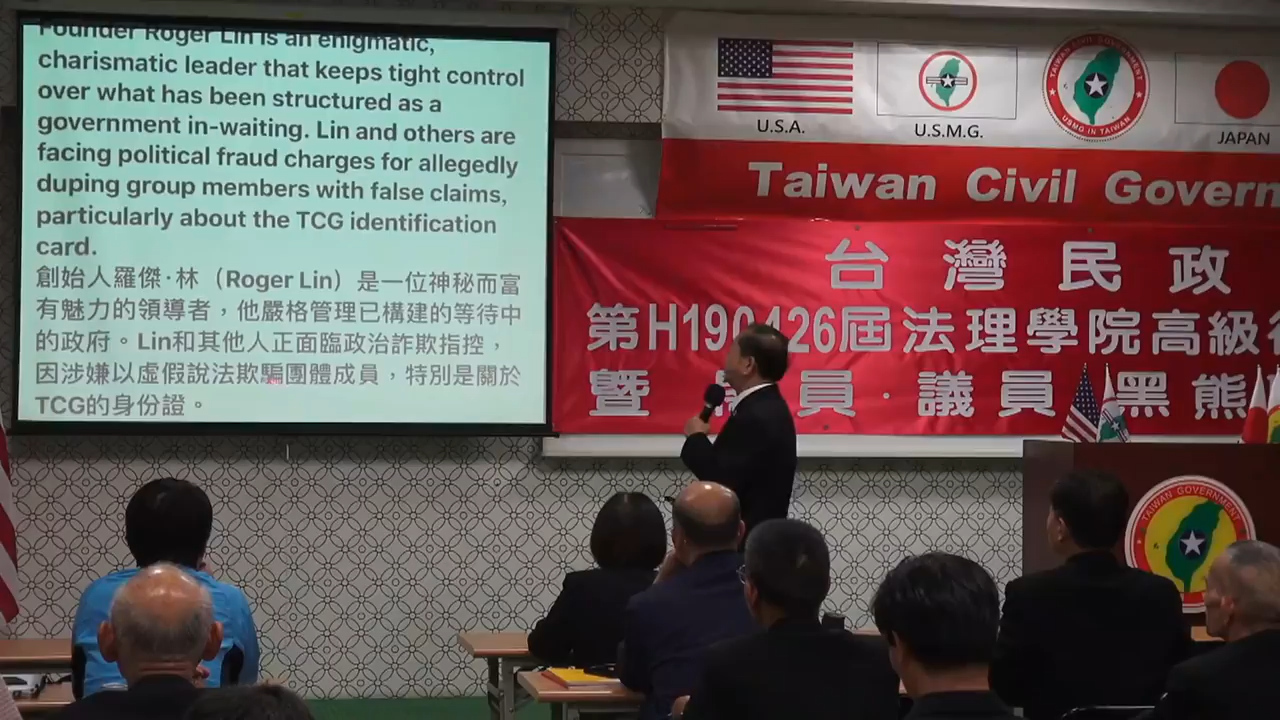 Founder Roger Lin is an enigmatic,
charismatic leader that keeps tight control
over what has been structured as a
government in-waiting. Lin and others are
facing political fraud charges for allegedly
duping group members with false claims,
particularly about the TCG identification
card.
創始人羅傑·林（Roger Lin）是一位神秘而富
有魅力的領導者，他嚴格管理已構建的等待中
的政府。Lin和其他人正面臨政治詐欺指控，
因涉嫌以虛假說法欺騙團體成員，特別是關於
TCG的身份證。
U.S.A.
U.S.M.G.
TAIWAN CIVIL GOVERNMENT
USMG IN TAIWAN
JAPAN
Taiwan Civil Govern
台灣民政
第H190426屆法理學院高級
暨 員·議員黑熊
TAIWAN GOVERNMENT